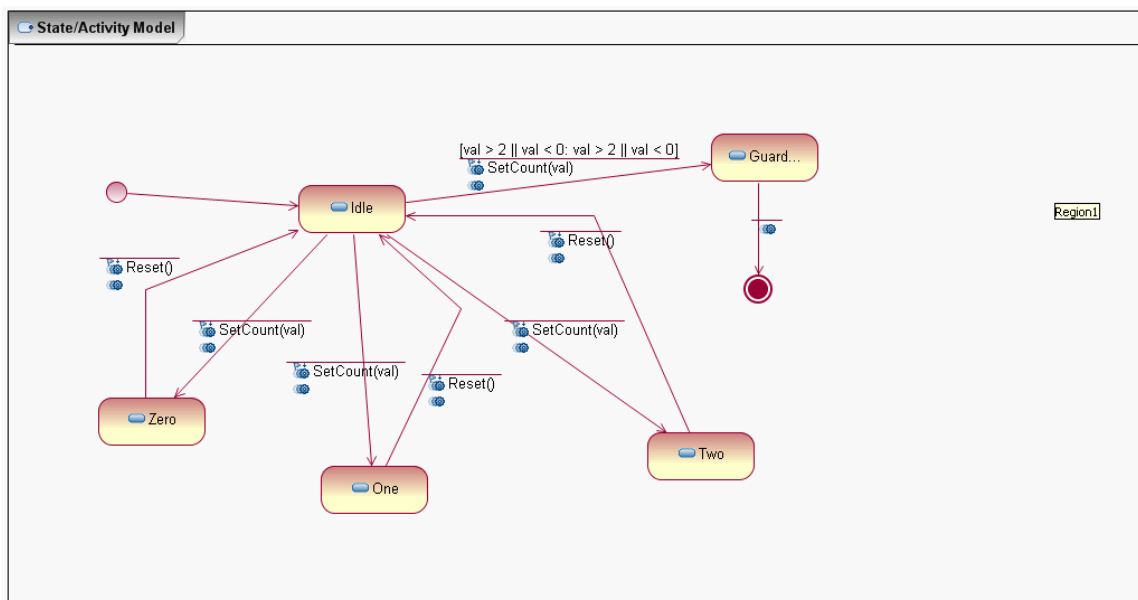 State/Activity Model
[val > 2 || val < 0: val > 2 || val < 0]
SetCount(val)
Guard...
Idle
Region1
Reset()
Reset()
SetCount(val)
SetCount(val)
SetCount(val)
Reset()
Zero
Two
One